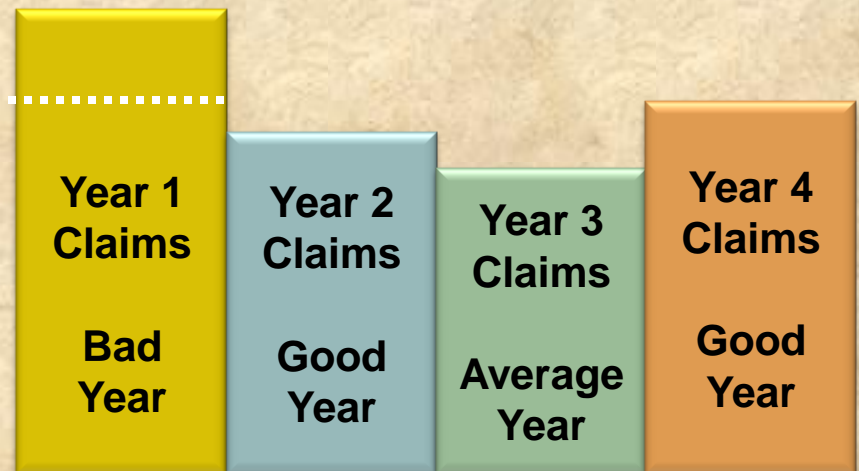 Year 1
Claims
Bad
Year
Year 2
Claims
Good
Year
Year 3
Claims
Average
Year
Year 4
Claims
Good
Year